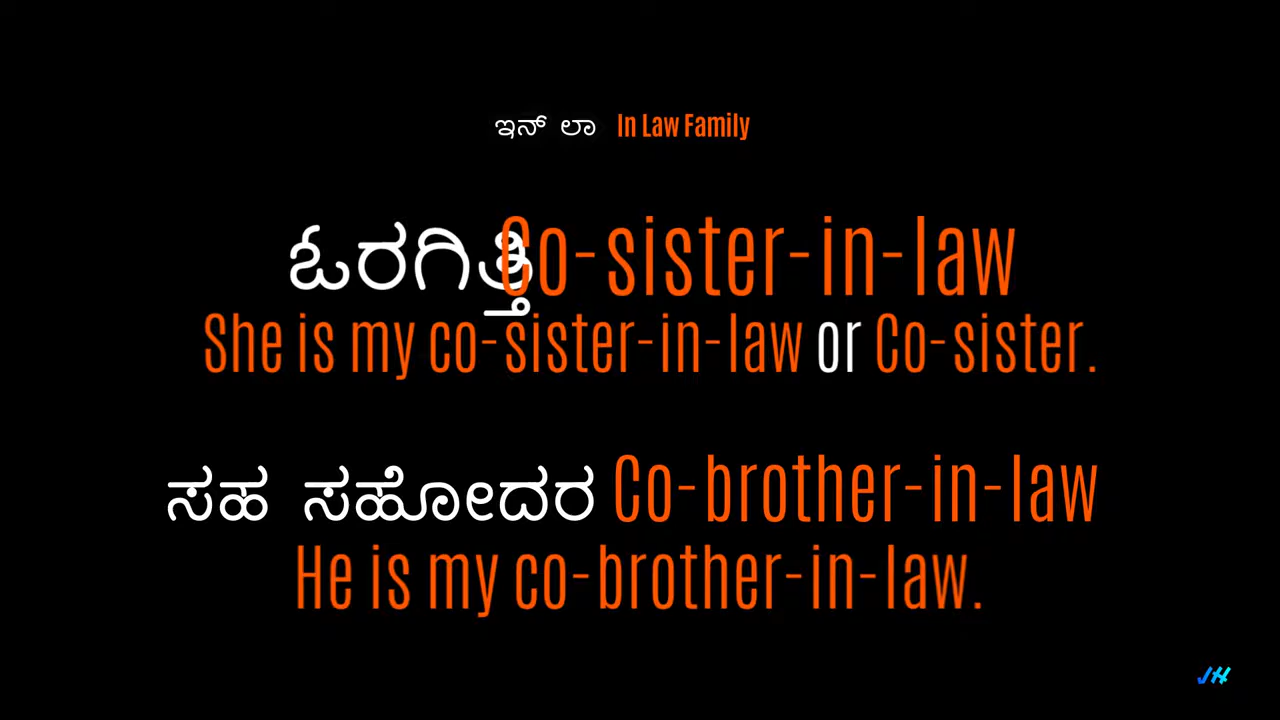 ಇನ್ ಲಾ In Law Family
ಓರಗಿತ್ತಿ Co-sister-in-law
She is my co-sister-in-law or Co-sister.
ಸಹ ಸಹೋದರ Co-brother-in-law
He is my co-brother-in-law.
JH